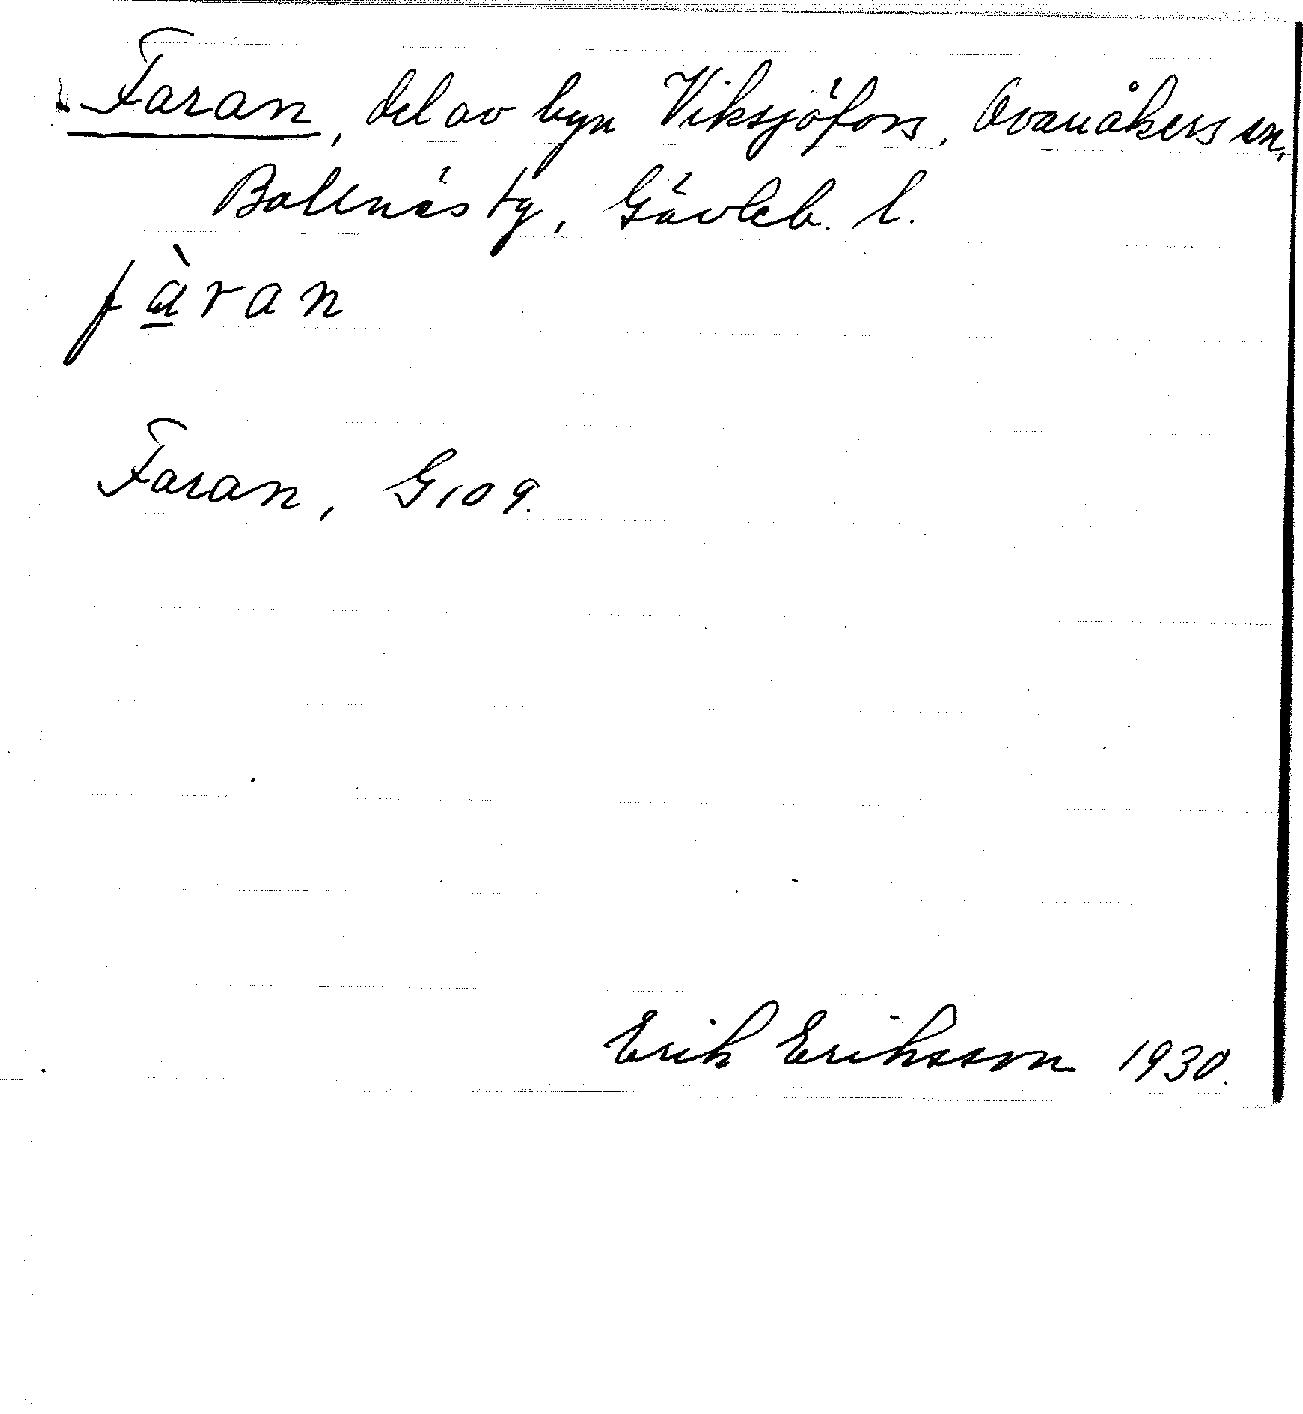 Faran, del av byn Viksjöfors, Ovanåkers sn,
Bollnäs tg, Gävleb. l.
fàran
Faran, G109.
Erik Eriksson 1930.